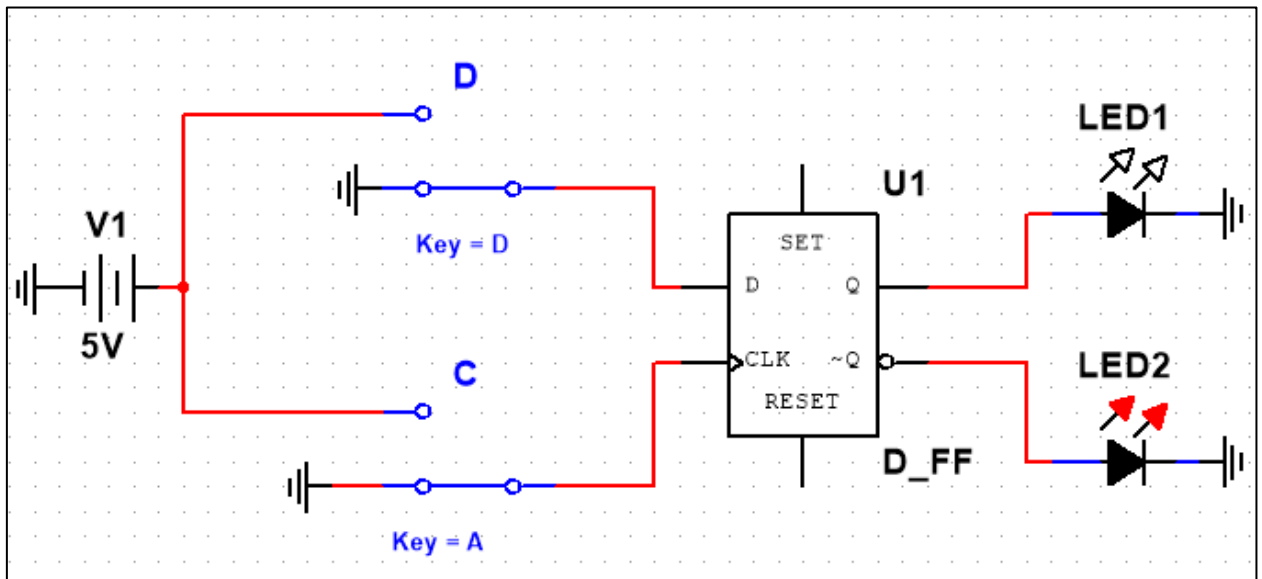 D
Key = D
V1
5V
C
Key = A
U1
SET
D
Q
CLK
~Q
RESET
D_FF
LED1
LED2